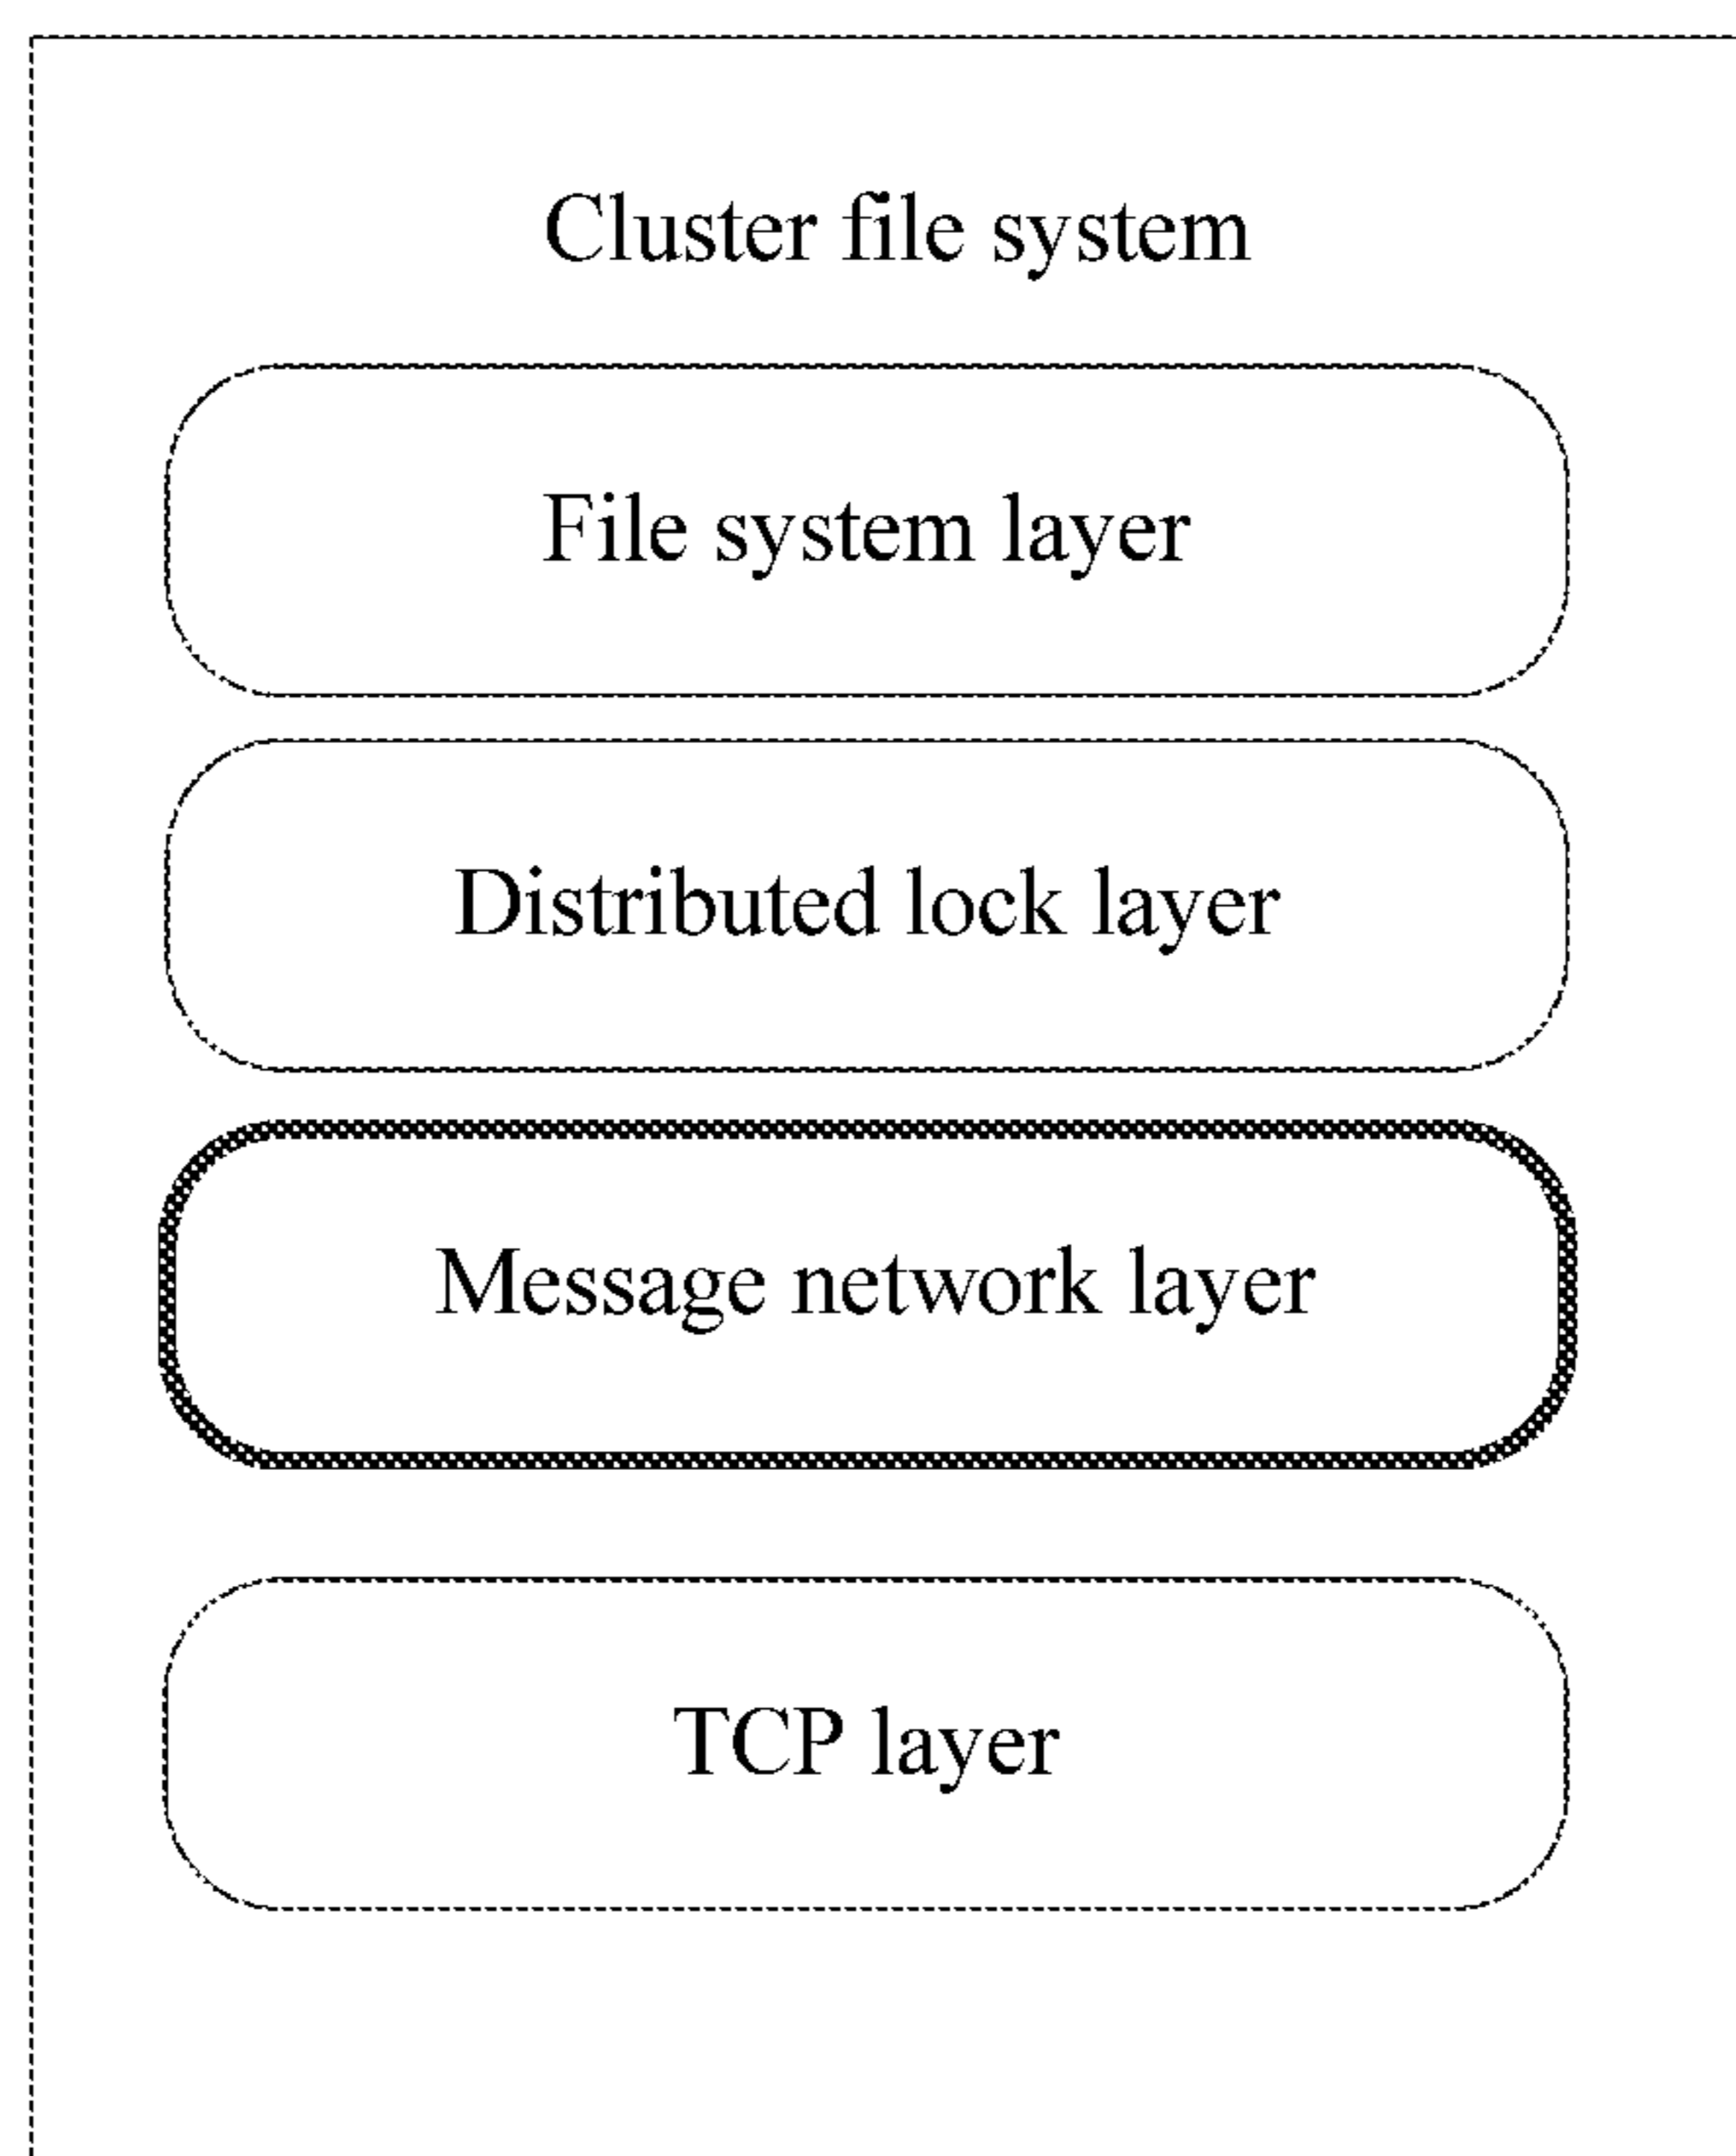 Cluster file system
File system layer
Distributed lock layer
Message network layer
TCP layer